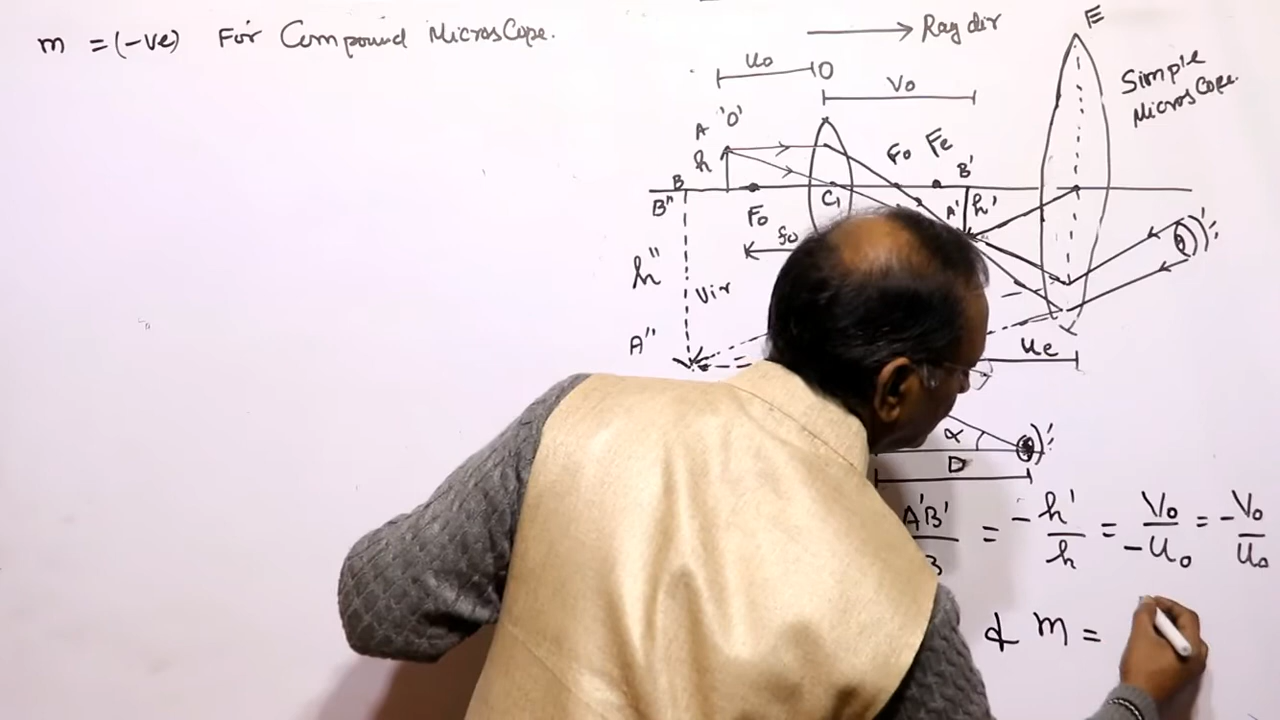 m = (-ve) For Compound MicroScope.
Ray dir
E
u₀
O
V₀
Simple
MicroScope.
A 'O'
h
F₀
Fe
B
B'
B"
F₀
C₁
A'
h'
f₀
h"
Vir
A"
ue
α
D
A'B' = -h'/h = V₀/-u₀ = -V₀/u₀
& m =